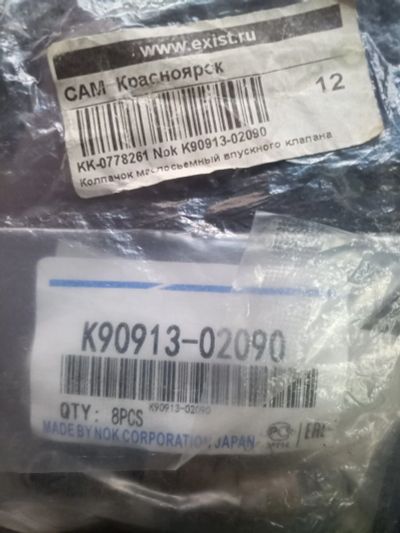 www.exist.ru
САМ Красноярск
12
KK-0778261 Nok K90913-02090
Колпачок маслосъемный впускного клапана
K90913-02090
K90913-02090
QTY: 8PCS
MADE BY NOK CORPORATION, JAPAN
EAC